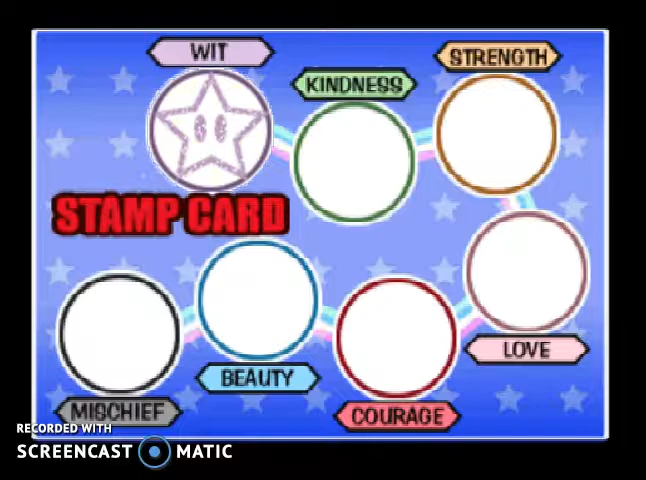 WIT
KINDNESS
STRENGTH
STAMP CARD
LOVE
BEAUTY
COURAGE
MISCHIEF
RECORDED WITH
SCREENCAST MATIC